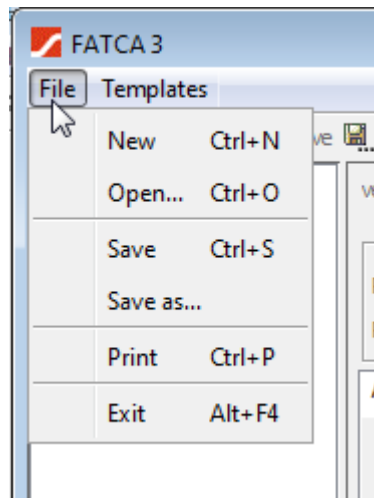 FATCA 3
File Templates
New Ctrl+N
Open... Ctrl+O
Save Ctrl+S
Save as...
Print Ctrl+P
Exit Alt+F4